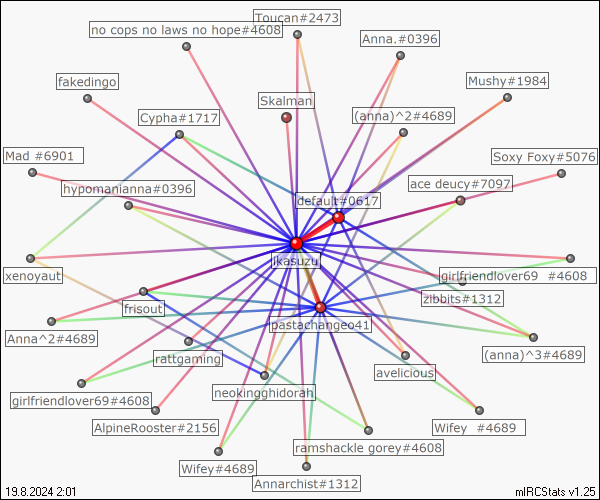 Toucan#2473
no cops no laws no hope#4608
Anna.#0396
fakedingo
Mushy#1984
Skalman
Cypha#1717
(anna)^2#4689
Mad #6901
Soxy Foxy#5076
hypomanianna#0396
ace deucy#7097
default#0617
[ikasuzu]
xenoyaut
girlfriendlover69 #4608
zibbits#1312
frisout
pastachangeo41
Anna^2#4689
(anna)^3#4689
rattgaming
avelicious
neokingghidorah
girlfriendlover69#4608
AlpineRooster#2156
Wifey #4689
ramshackle gorey#4608
Wifey#4689
Annarchist#1312
19.8.2024 2:01
mIRCStats v1.25